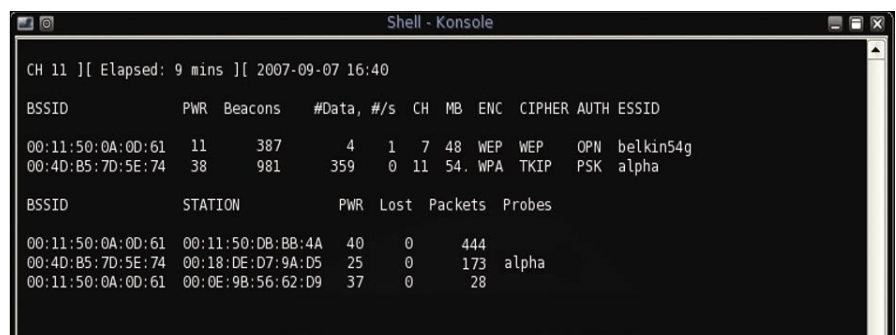 Shell - Konsole
CH 11 ][ Elapsed: 9 mins ][ 2007-09-07 16:40
BSSID PWR Beacons #Data, #/s CH MB ENC CIPHER AUTH ESSID
00:11:50:0A:0D:61 11 387 4 1 7 48 WEP WEP OPN belkin54g
00:4D:B5:7D:5E:74 38 981 359 0 11 54. WPA TKIP PSK alpha
BSSID STATION PWR Lost Packets Probes
00:11:50:0A:0D:61 00:11:50:DB:BB:4A 40 0 444
00:4D:B5:7D:5E:74 00:18:DE:D7:9A:D5 25 0 173 alpha
00:11:50:0A:0D:61 00:0E:9B:56:62:D9 37 0 28